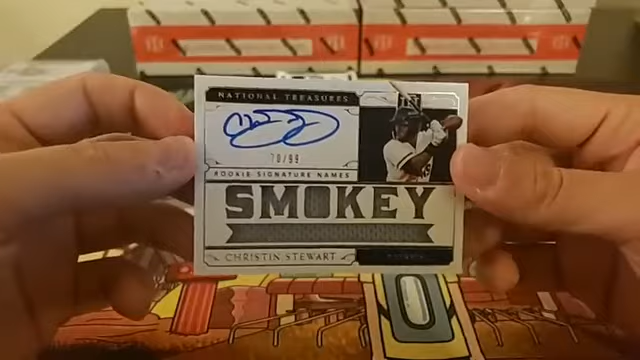 NATIONAL TREASURES
70/99
ROOKIE SIGNATURE NAMES
SMOKEY
CHRISTIN STEWART